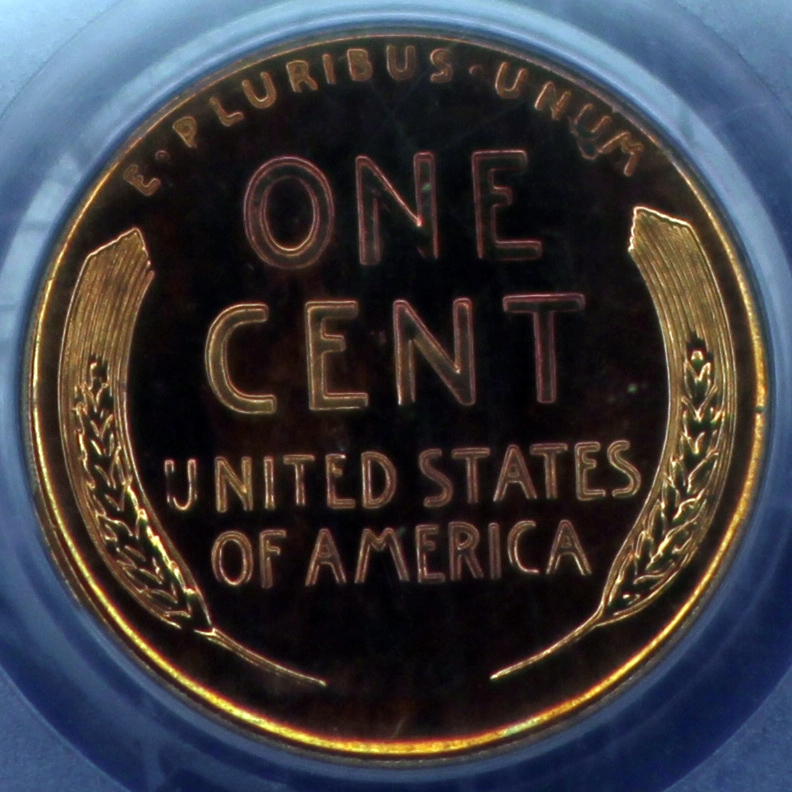 E·PLURIBUS·UNUM
ONE
CENT
UNITED STATES
OF AMERICA